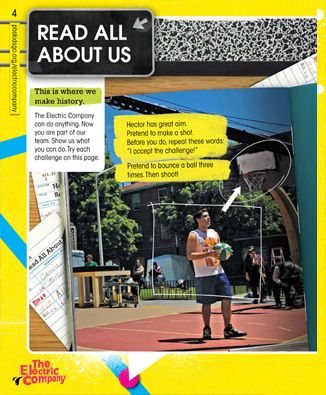 4
pbskidsgo.org/electriccompany
READ ALL
ABOUT US
This is where we
make history.
The Electric Company
can do anything. Now
you are part of our
team. Show us what
you can do. Try each
challenge on this page.
Hector has great aim.
Pretend to make a shot.
Before you do, repeat these words:
"I accept the challenge!"
Pretend to bounce a ball three
times. Then shoot!
Read All About
The
Electric
Company